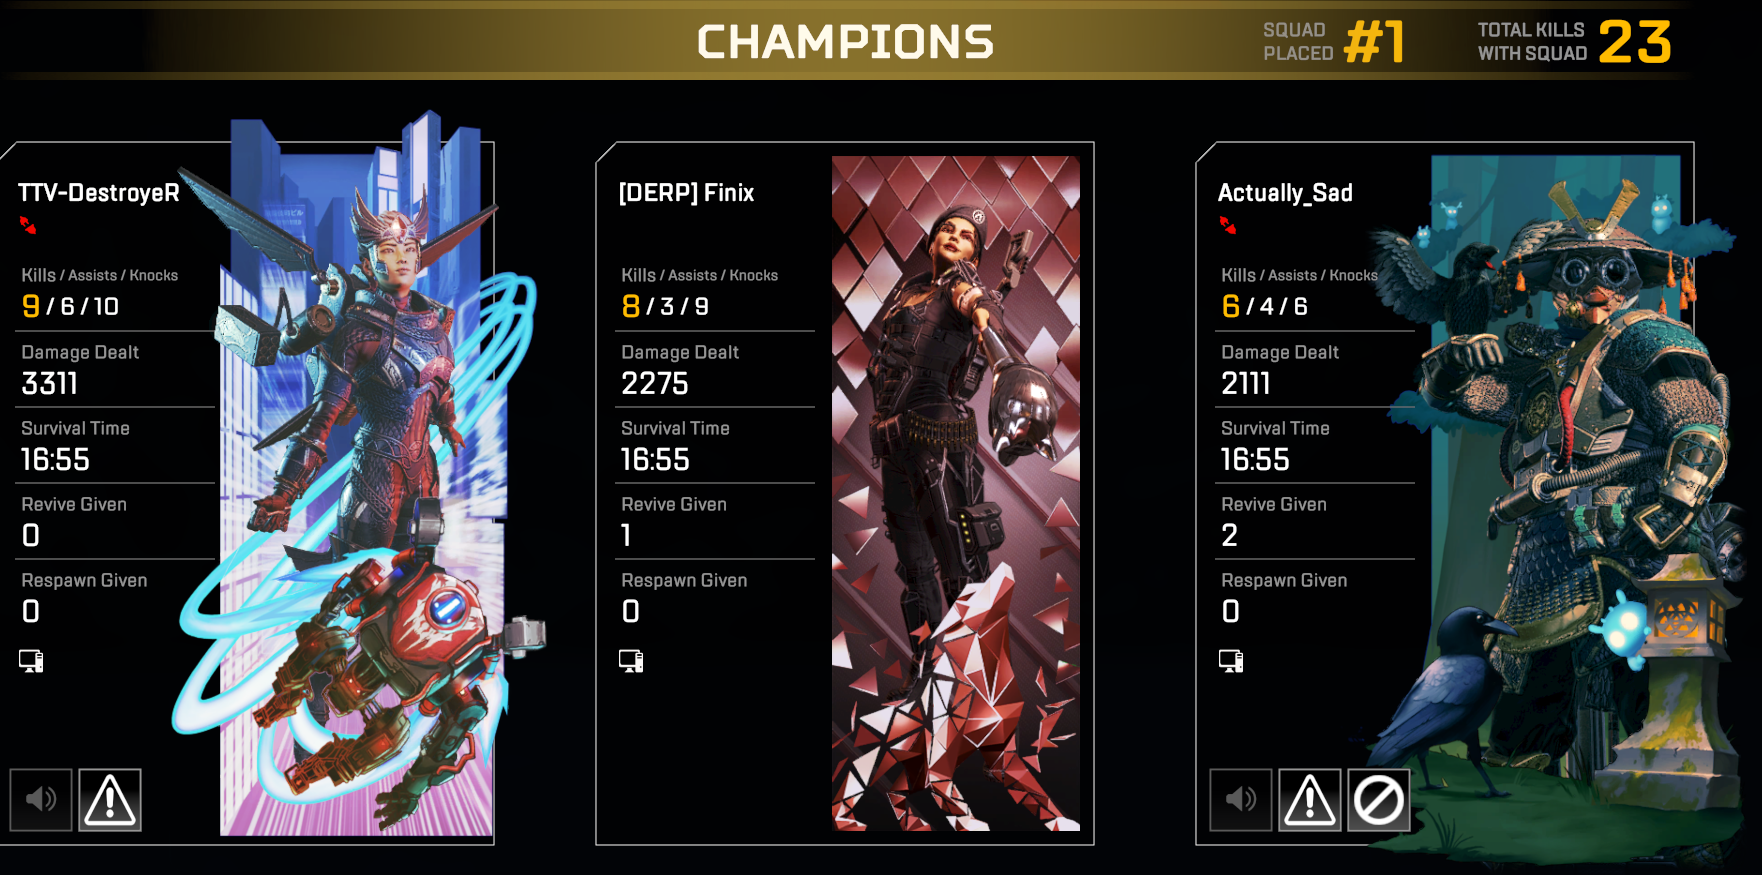 CHAMPIONS
SQUAD
PLACED
#1
TOTAL KILLS
WITH SQUAD
23
TTV-DestroyeR
Kills / Assists / Knocks
9 / 6 / 10
Damage Dealt
3311
Survival Time
16:55
Revive Given
0
Respawn Given
0
[DERP] Finix
Kills / Assists / Knocks
8 / 3 / 9
Damage Dealt
2275
Survival Time
16:55
Revive Given
1
Respawn Given
0
Actually_Sad
Kills / Assists / Knocks
6 / 4 / 6
Damage Dealt
2111
Survival Time
16:55
Revive Given
2
Respawn Given
0